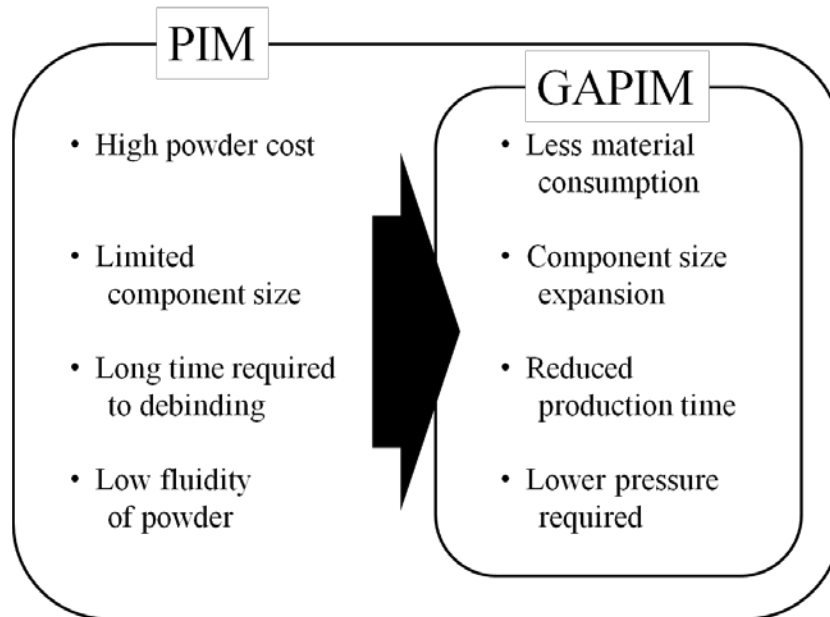 PIM
• High powder cost
• Limited
component size
• Long time required
to debinding
• Low fluidity
of powder
GAPIM
• Less material
consumption
• Component size
expansion
• Reduced
production time
• Lower pressure
required